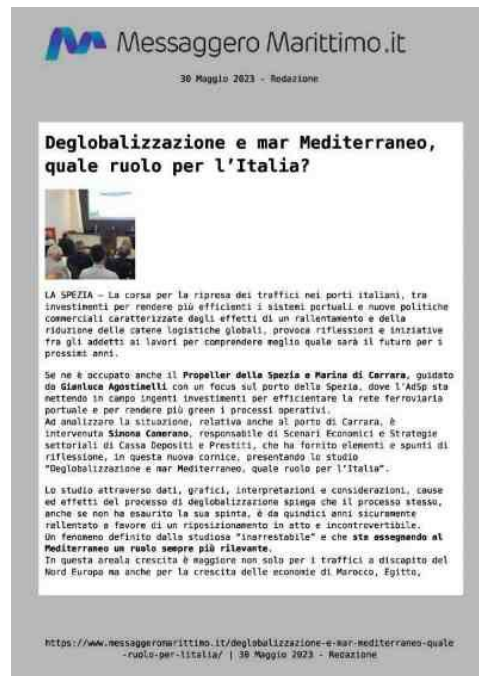 Messaggero Marittimo.it
30 Maggio 2023 - Redazione
Deglobalizzazione e mar Mediterraneo,
quale ruolo per l'Italia?
LA SPEZIA – La corsa per la ripresa dei traffici nei porti italiani, tra
investimenti per rendere più efficienti i sistemi portuali e nuove politiche
commerciali caratterizzate dagli effetti di un rallentamento e della
riduzione delle catene logistiche globali, provoca riflessioni e iniziative
fra gli addetti ai lavori per comprendere meglio quale sarà il futuro per i
prossimi anni.
Se ne è occupato anche il Propeller della Spezia e Marina di Carrara, guidato
da Gianluca Agostinelli con un focus sul porto della Spezia, dove l'AdSp sta
mettendo in campo ingenti investimenti per efficientare la rete ferroviaria
portuale e per rendere più green i processi operativi.
Ad analizzare la situazione, relativa anche al porto di Carrara, è
intervenuta Simona Camerano, responsabile di Scenari Economici e Strategie
settoriali di Cassa Depositi e Prestiti, che ha fornito elementi e spunti di
riflessione, in questa nuova cornice, presentando lo studio
"Deglobalizzazione e mar Mediterraneo, quale ruolo per l'Italia".
Lo studio attraverso dati, grafici, interpretazioni e considerazioni, cause
ed effetti del processo di deglobalizzazione spiega che il processo stesso,
anche se non ha esaurito la sua spinta, è da quindici anni sicuramente
rallentato a favore di un riposizionamento in atto e incontrovertibile.
Un fenomeno definito dalla studiosa "inarrestabile" e che sta assegnando al
Mediterraneo un ruolo sempre più rilevante.
In questa areala crescita è maggiore non solo per i traffici a discapito del
Nord Europa ma anche per la crescita delle economie di Marocco, Egitto,
https://www.messaggeromarittimo.it/deglobalizzazione-e-mar-mediterraneo-quale
-ruolo-per-litalia/ | 30 Maggio 2023 - Redazione